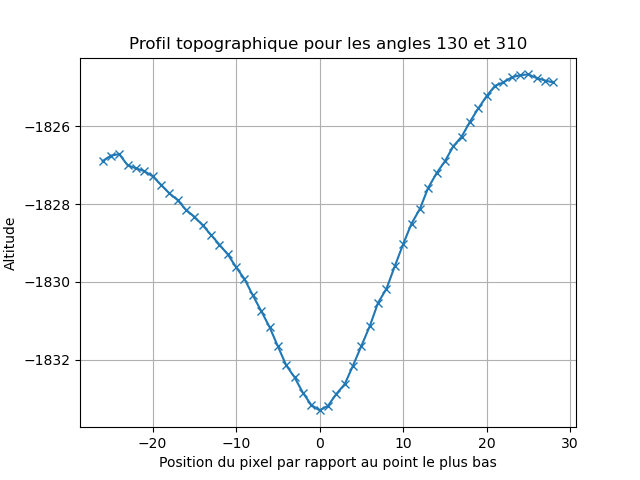 Profil topographique pour les angles 130 et 310
Altitude
−1826
−1828
−1830
−1832
−20 −10 0 10 20 30
Position du pixel par rapport au point le plus bas